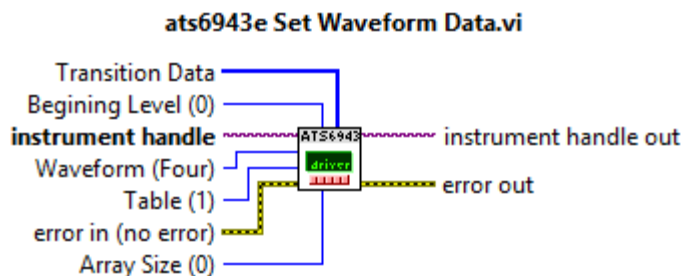 ats6943e Set Waveform Data.vi
Transition Data
Begining Level (0)
instrument handle
ATS6943
instrument handle out
Waveform (Four)
driver
Table (1)
error out
error in (no error)
Array Size (0)